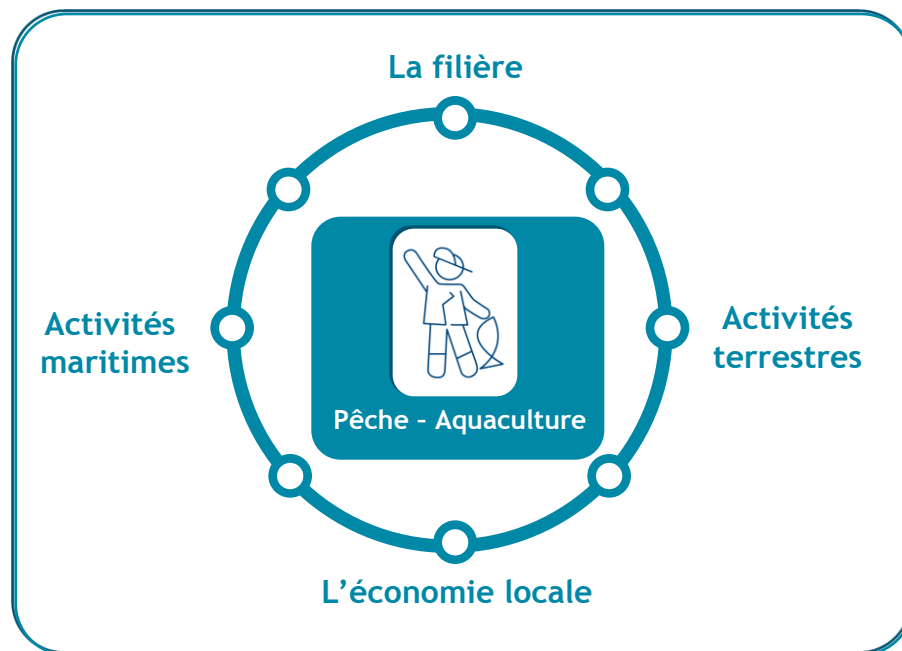 La filière
Activités
maritimes
Activités
terrestres
Pêche - Aquaculture
L’économie locale